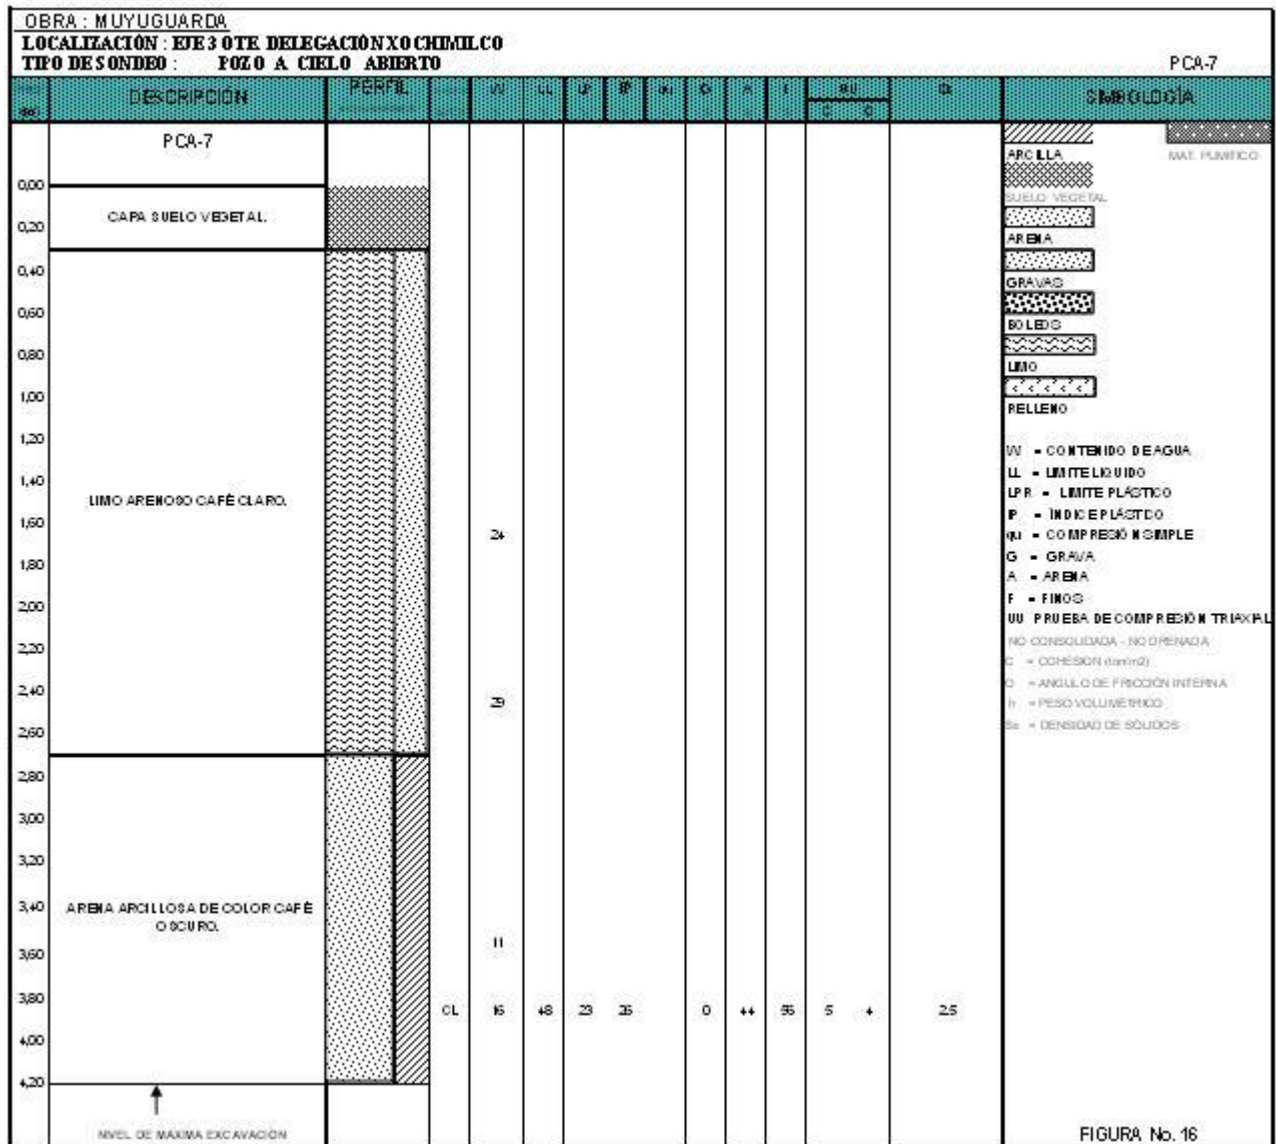 OBRA : MUYUGUARDA
LOCALIZACIÓN : EJE 3 OTE. DELEGACIÓN XOCHIMILCO
TIPO DE SONDEO : POZO A CIELO ABIERTO PCA-7
DESCRIPCIÓN PERFIL W LL LP IP qu G A F UU SIMBOLOGÍA
PCA-7
ARCILLA MAT. PUMITICO
0,00
SUELO VEGETAL
CAPA SUELO VEGETAL.
0,20
ARENA
0,40
GRAVAS
0,60
BOLEOS
0,80
LIMO
1,00
RELLENO
1,20
W = CONTENIDO DE AGUA
LL = LIMITE LIQUIDO
1,40
LIMO ARENOSO CAFÉ CLARO.
LPR = LIMITE PLÁSTICO
IP = ÍNDICE PLÁSTICO
1,60
24
qu = COMPRESIÓN SIMPLE
G = GRAVA
1,80
A = ARENA
F = FINOS
2,00
UU PRUEBA DE COMPRESIÓN TRIAXIAL
NO CONSOLIDADA - NO DRENADA
2,20
C = COHESION (ton/m2)
O = ANGULO DE FRICCIÓN INTERNA
2,40
29
h = PESO VOLUMÉTRICO
Ss = DENSIDAD DE SÓLIDOS
2,60
2,80
3,00
3,20
3,40
ARENA ARCILLOSA DE COLOR CAFÉ
OSCURO.
11
3,60
3,80
CL 16 48 23 25 0 44 56 5 4 2.5
4,00
4,20
NIVEL DE MAXIMA EXCAVACIÓN
FIGURA No. 16